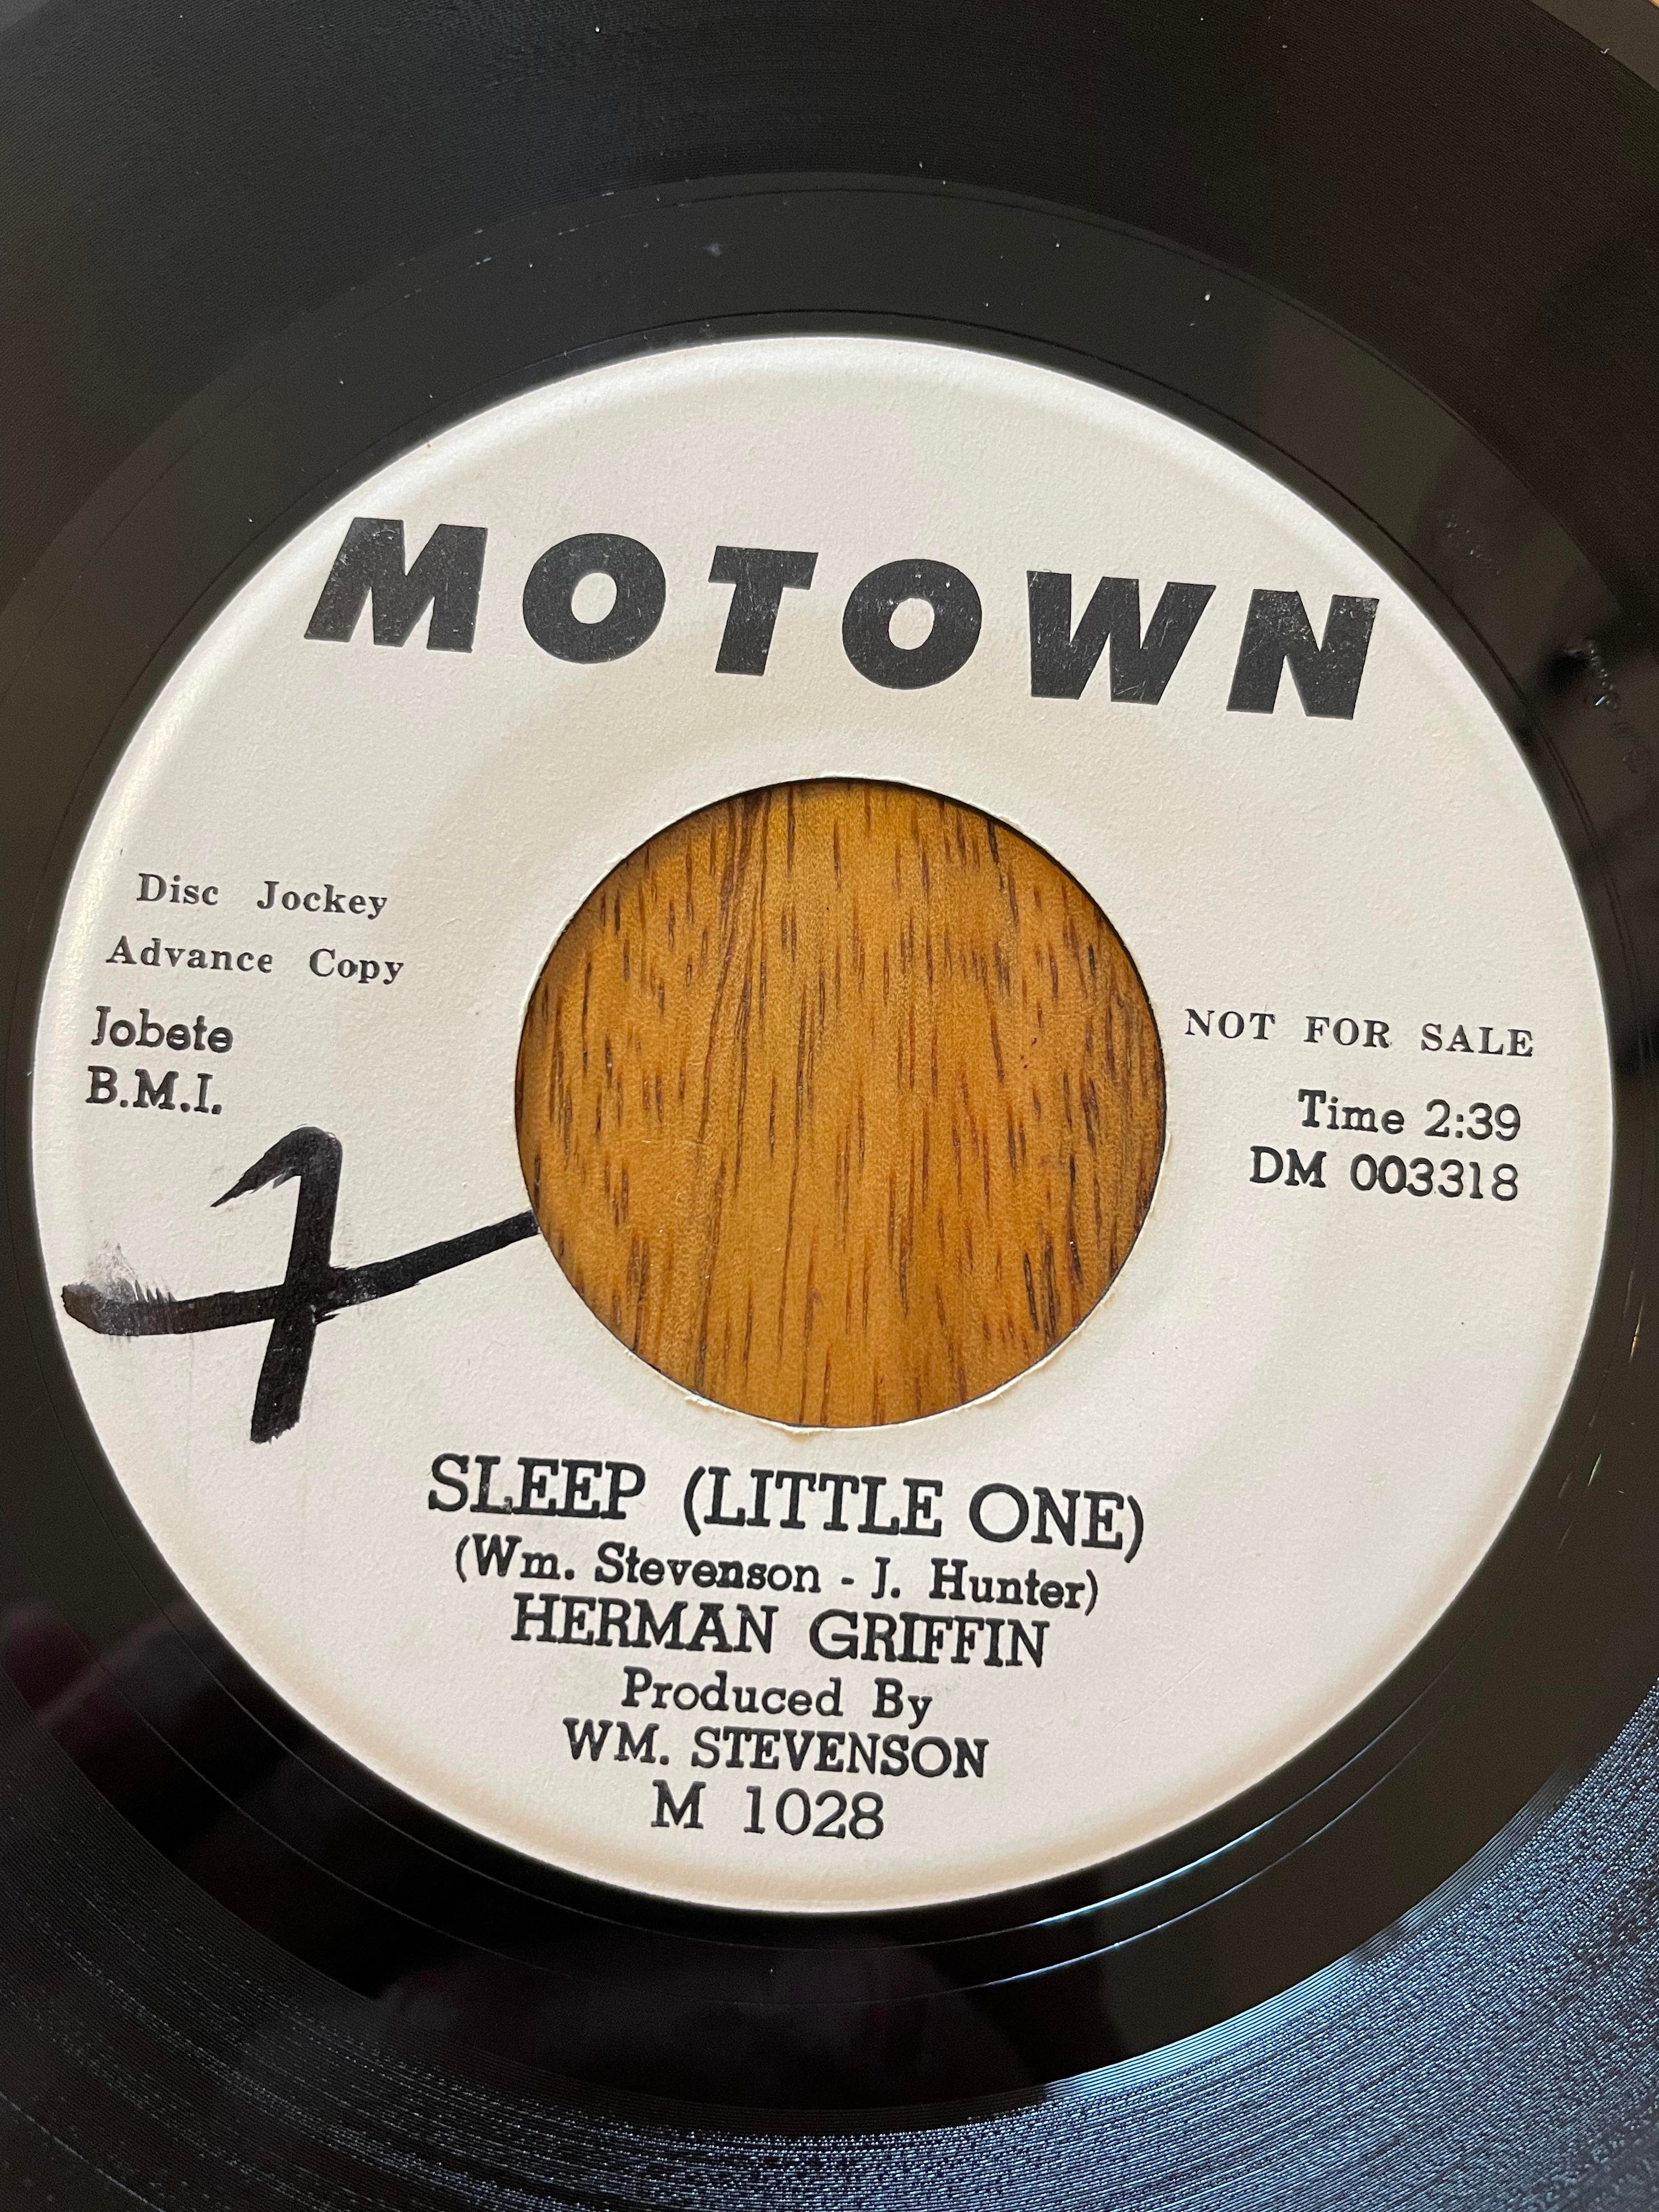 MOTOWN
Disc Jockey
Advance Copy
Jobete
B.M.I.
NOT FOR SALE
Time 2:39
DM 003318
SLEEP (LITTLE ONE)
(Wm. Stevenson - J. Hunter)
HERMAN GRIFFIN
Produced By
WM. STEVENSON
M 1028